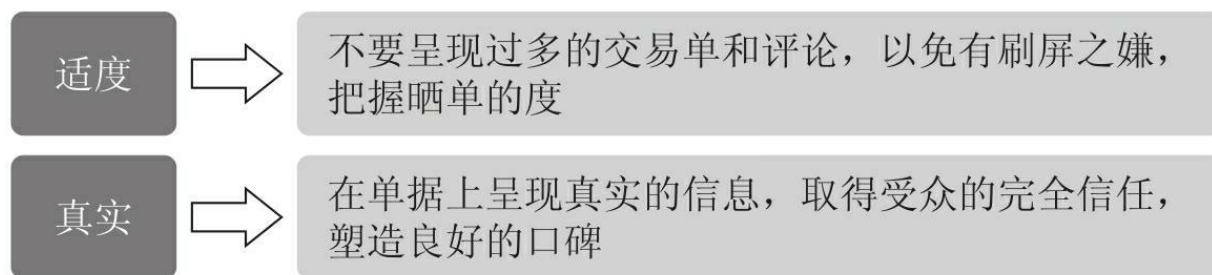 适度
不要呈现过多的交易单和评论，以免有刷屏之嫌，
把握晒单的度
真实
在单据上呈现真实的信息，取得受众的完全信任，
塑造良好的口碑